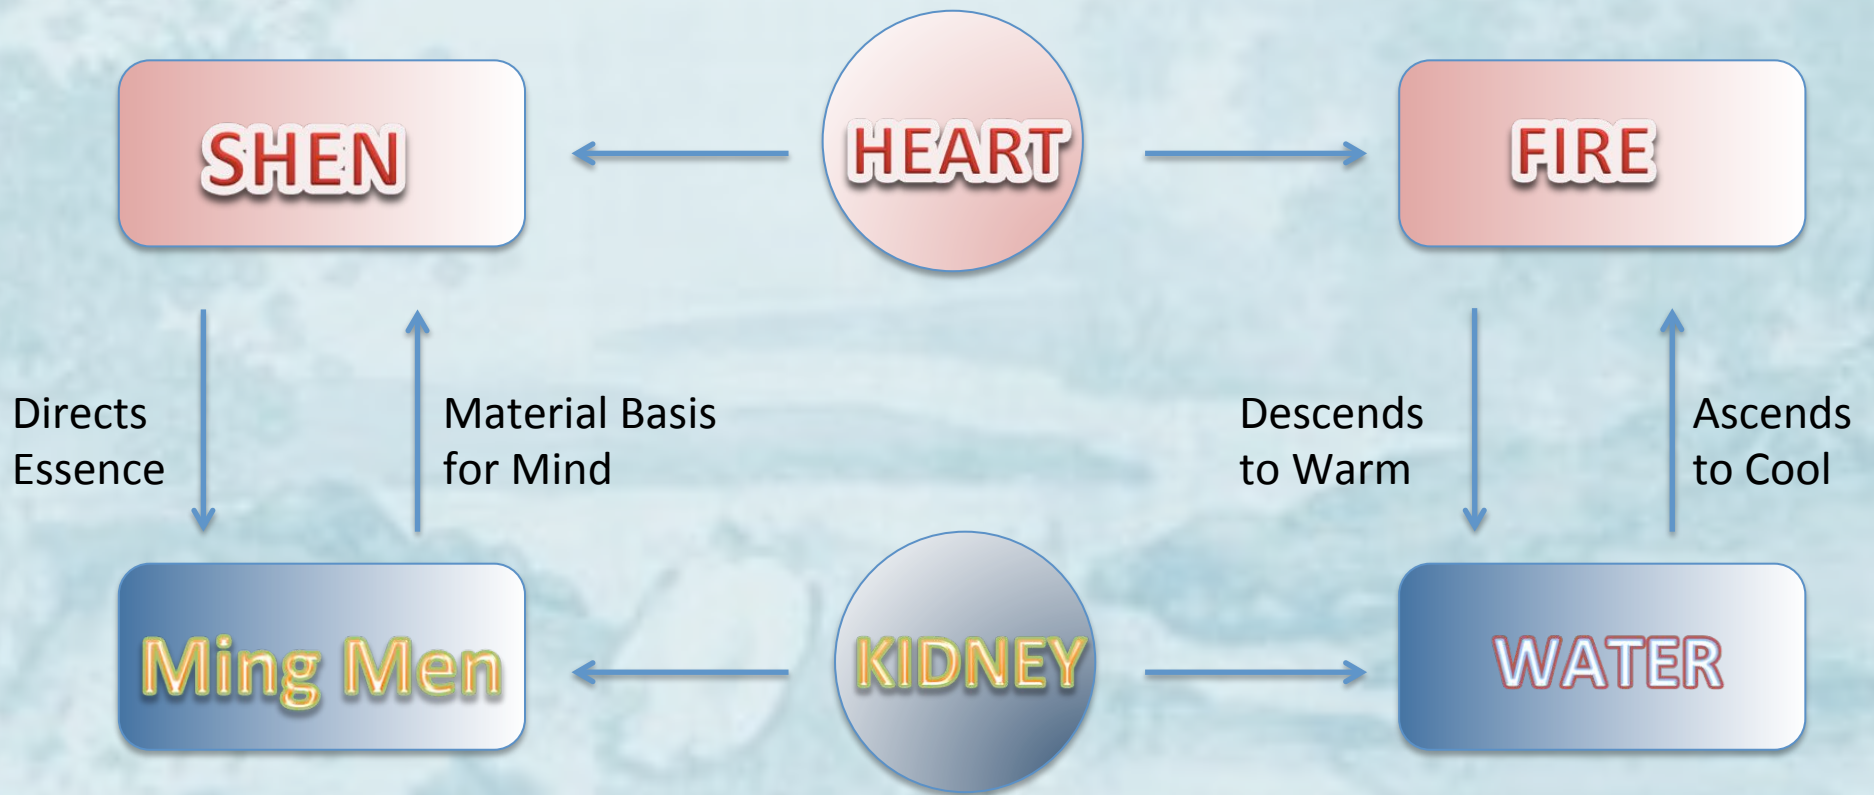 SHEN
HEART
FIRE
Directs
Essence
Material Basis
for Mind
Descends
to Warm
Ascends
to Cool
Ming Men
KIDNEY
WATER